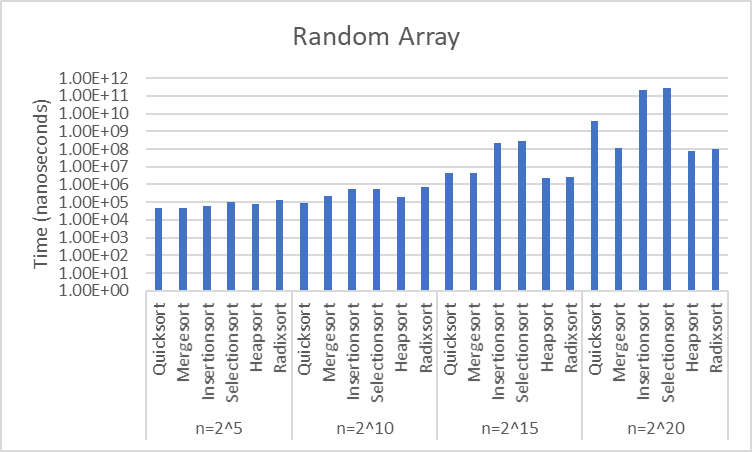 Random Array
Time (nanoseconds)
1.00E+12
1.00E+11
1.00E+10
1.00E+09
1.00E+08
1.00E+07
1.00E+06
1.00E+05
1.00E+04
1.00E+03
1.00E+02
1.00E+01
1.00E+00
Quicksort
Mergesort
Insertionsort
Selectionsort
Heapsort
Radixsort
Quicksort
Mergesort
Insertionsort
Selectionsort
Heapsort
Radixsort
Quicksort
Mergesort
Insertionsort
Selectionsort
Heapsort
Radixsort
Quicksort
Mergesort
Insertionsort
Selectionsort
Heapsort
Radixsort
n=2^5
n=2^10
n=2^15
n=2^20